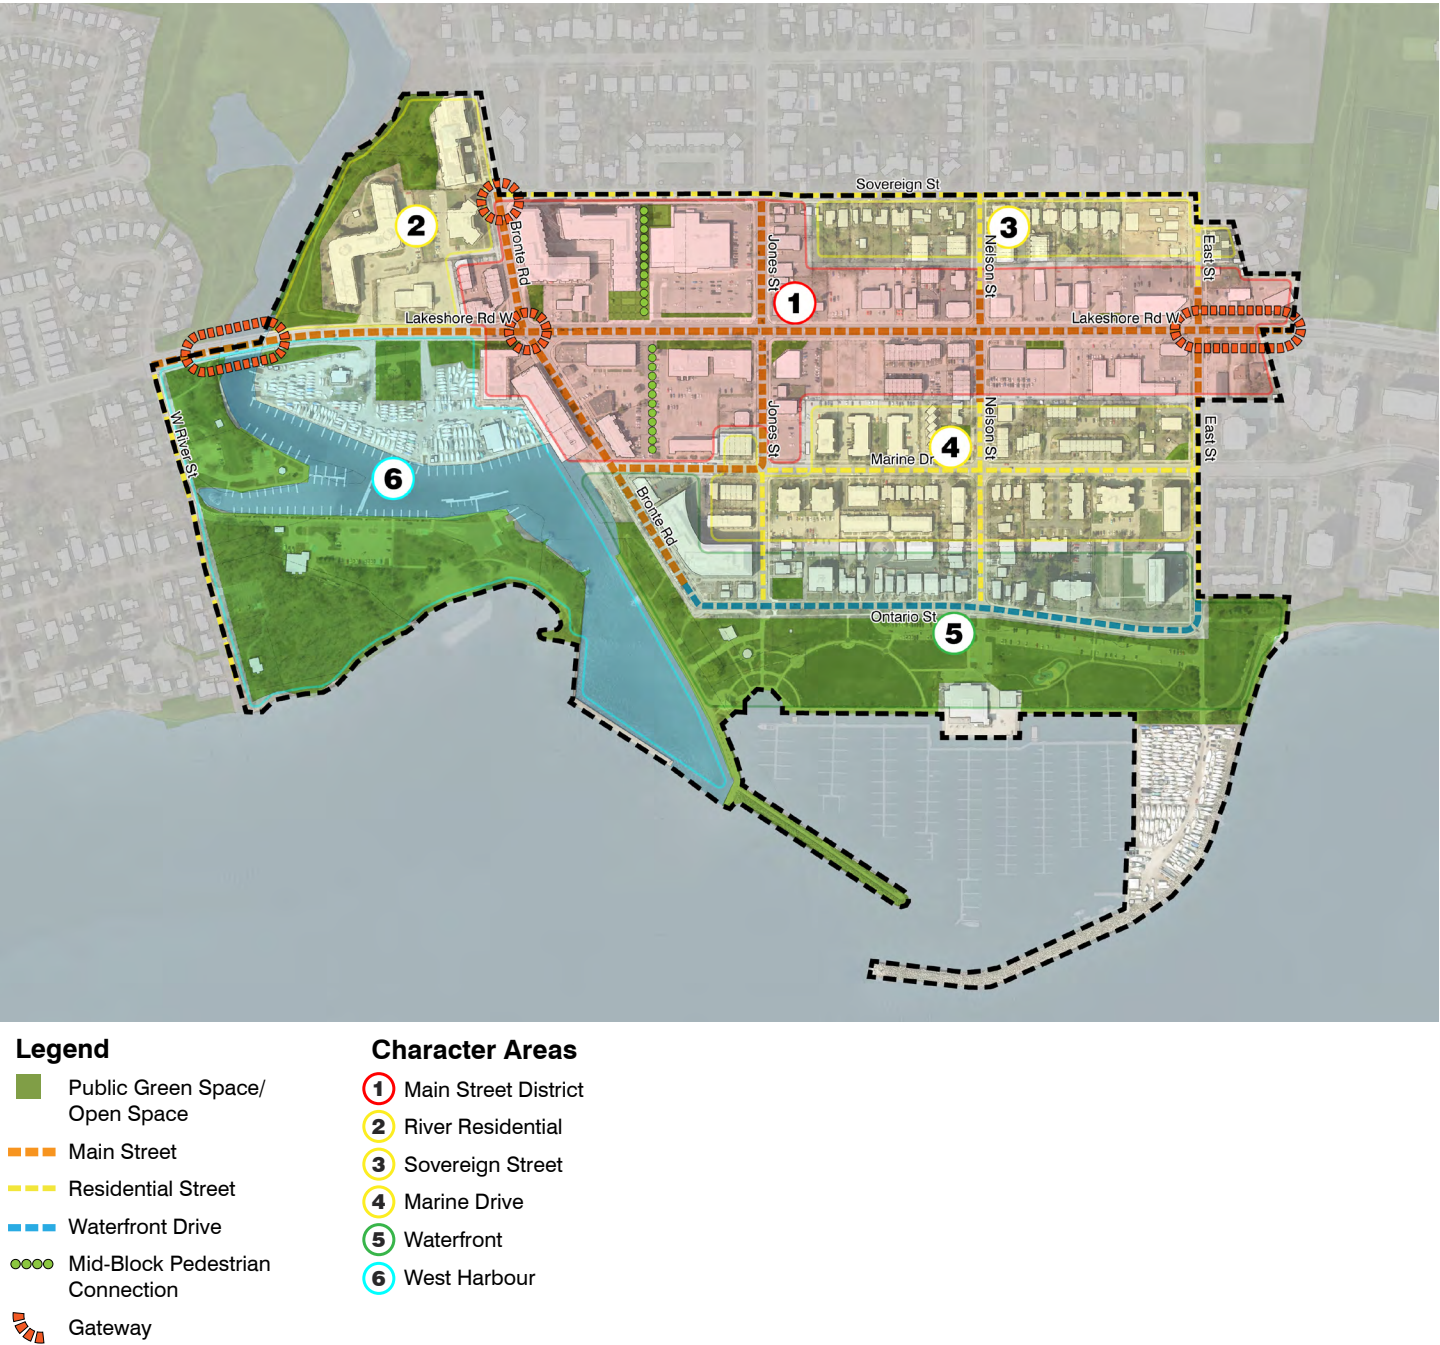 Sovereign St
2
3
Bronte Rd
Jones St
Nelson St
East St
1
Lakeshore Rd W
Lakeshore Rd W
W River St
Jones St
Nelson St
East St
4
Marine Dr
6
Bronte Rd
Ontario St
5
Legend
Public Green Space/
Open Space
Main Street
Residential Street
Waterfront Drive
Mid-Block Pedestrian
Connection
Gateway
Character Areas
1 Main Street District
2 River Residential
3 Sovereign Street
4 Marine Drive
5 Waterfront
6 West Harbour